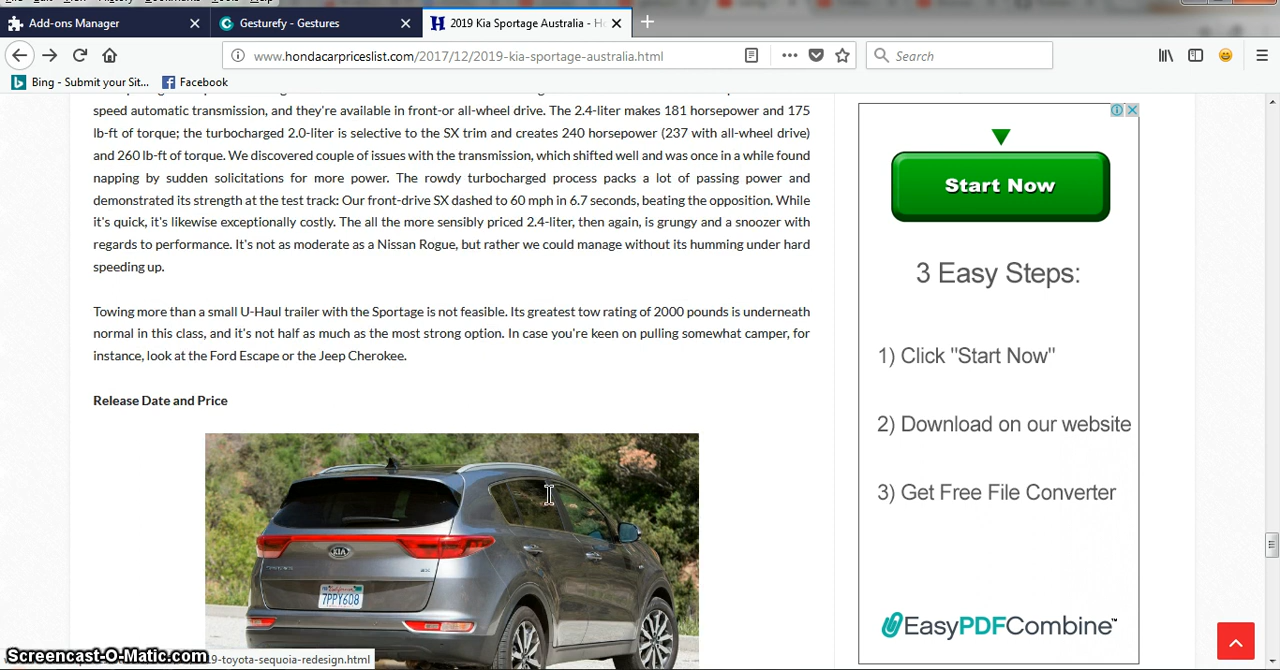 File Edit View History Bookmarks Tools Help
Add-ons Manager
Gesturefy - Gestures
2019 Kia Sportage Australia - Ho
www.hondacarpriceslist.com/2017/12/2019-kia-sportage-australia.html
Search
Bing - Submit your Sit...
Facebook
speed automatic transmission, and they're available in front-or all-wheel drive. The 2.4-liter makes 181 horsepower and 175
lb-ft of torque; the turbocharged 2.0-liter is selective to the SX trim and creates 240 horsepower (237 with all-wheel drive)
and 260 lb-ft of torque. We discovered couple of issues with the transmission, which shifted well and was once in a while found
napping by sudden solicitations for more power. The rowdy turbocharged process packs a lot of passing power and
demonstrated its strength at the test track: Our front-drive SX dashed to 60 mph in 6.7 seconds, beating the opposition. While
it's quick, it's likewise exceptionally costly. The all the more sensibly priced 2.4-liter, then again, is grungy and a snoozer with
regards to performance. It's not as moderate as a Nissan Rogue, but rather we could manage without its humming under hard
speeding up.
Towing more than a small U-Haul trailer with the Sportage is not feasible. Its greatest tow rating of 2000 pounds is underneath
normal in this class, and it's not half as much as the most strong option. In case you're keen on pulling somewhat camper, for
instance, look at the Ford Escape or the Jeep Cherokee.
Release Date and Price
KIA
California
7PPY608
Start Now
3 Easy Steps:
1) Click "Start Now"
2) Download on our website
3) Get Free File Converter
EasyPDFCombine™
Screencast-O-Matic.com
19-toyota-sequoia-redesign.html